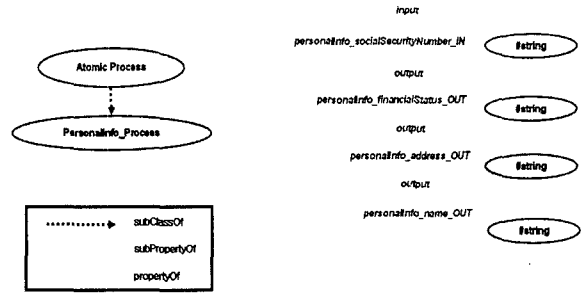 input
personalInfo_socialSecurityNumber_IN
#string
Atomic Process
output
personalInfo_financialStatus_OUT
#string
PersonalInfo_Process
output
personalInfo_address_OUT
#string
output
personalInfo_name_OUT
#string
subClassOf
subPropertyOf
propertyOf